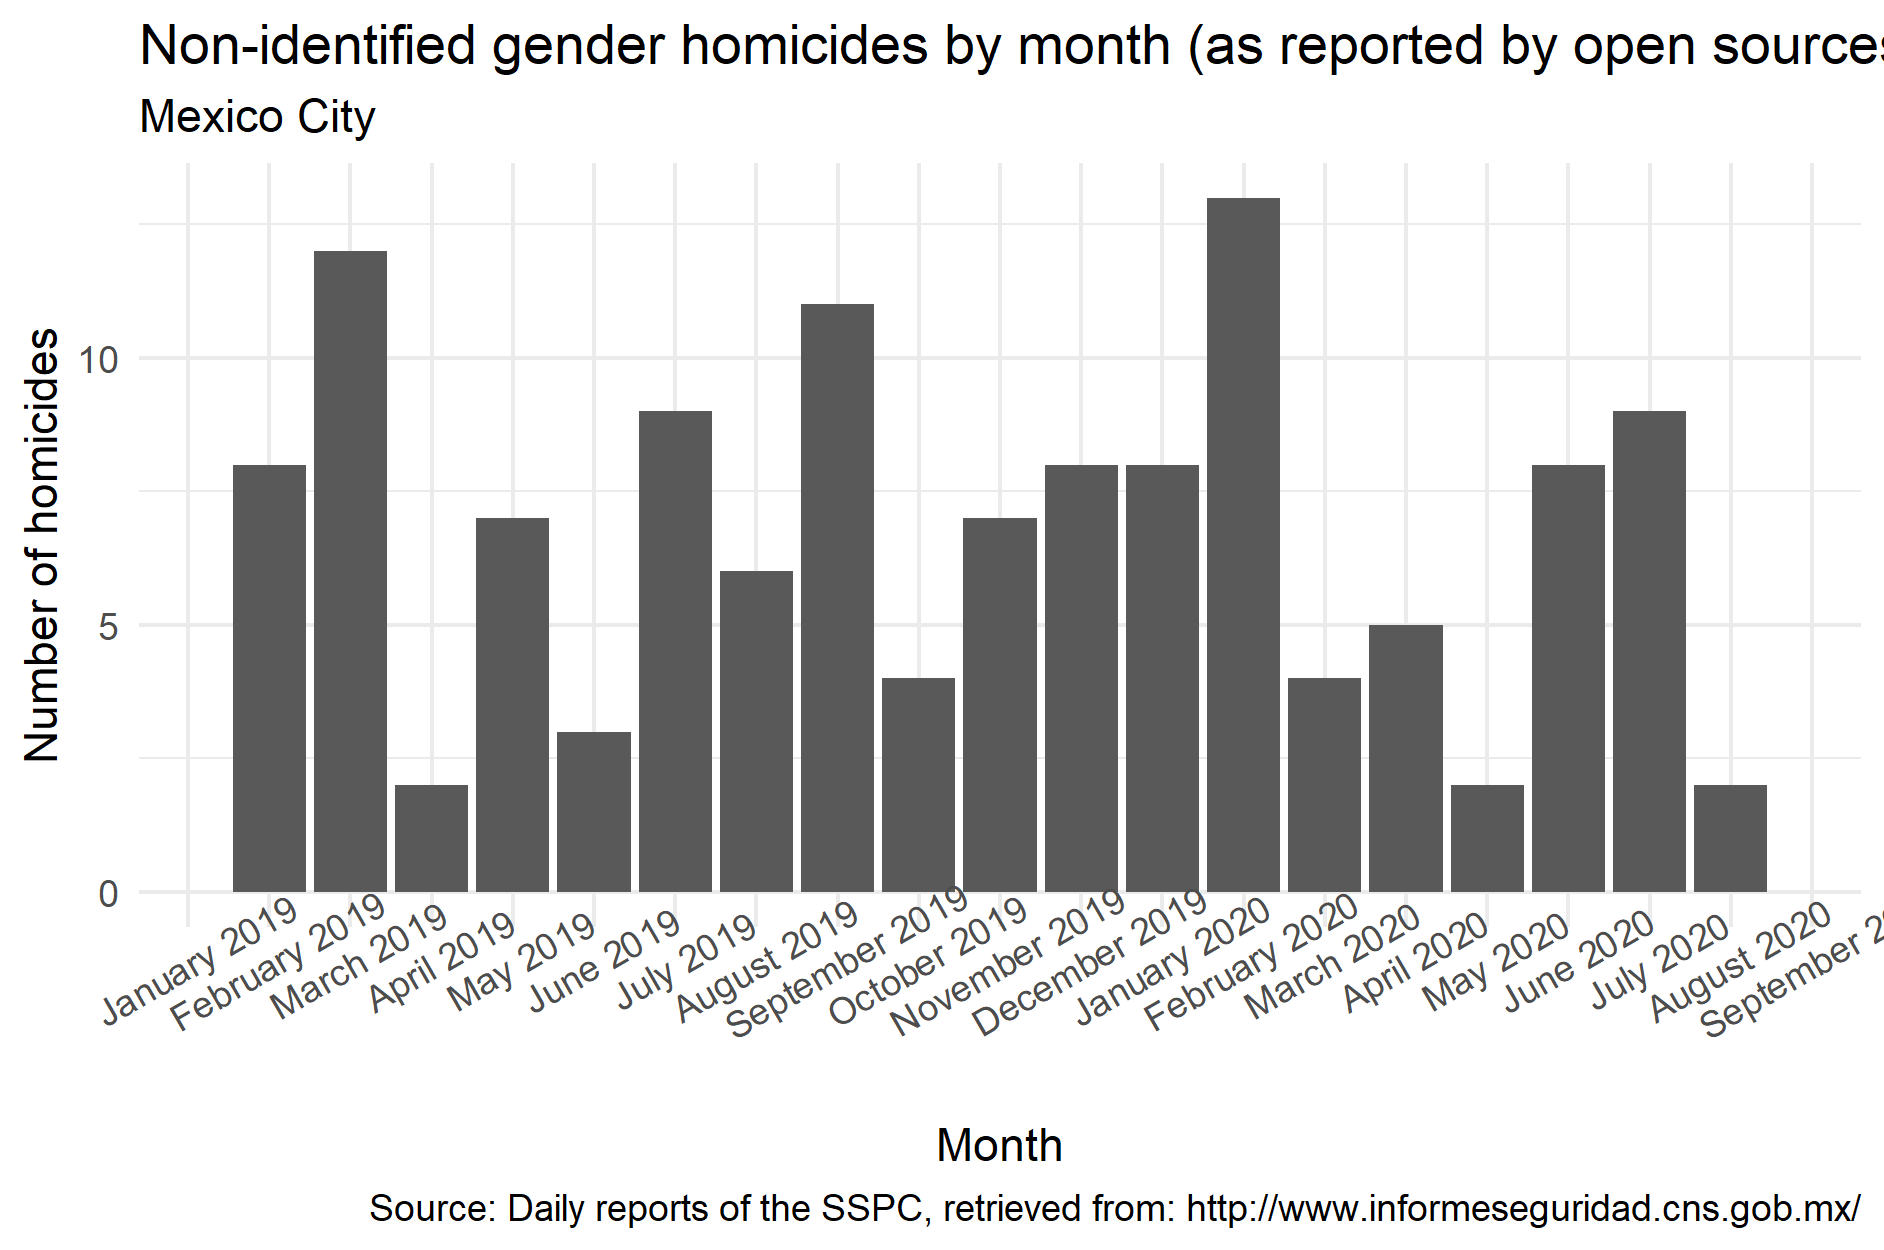 Non-identified gender homicides by month (as reported by open sources
Mexico City
Number of homicides
10
5
0
January 2019
February 2019
March 2019
April 2019
May 2019
June 2019
July 2019
August 2019
September 2019
October 2019
November 2019
December 2019
January 2020
February 2020
March 2020
April 2020
May 2020
June 2020
July 2020
August 2020
September
Month
Source: Daily reports of the SSPC, retrieved from: http://www.informeseguridad.cns.gob.mx/